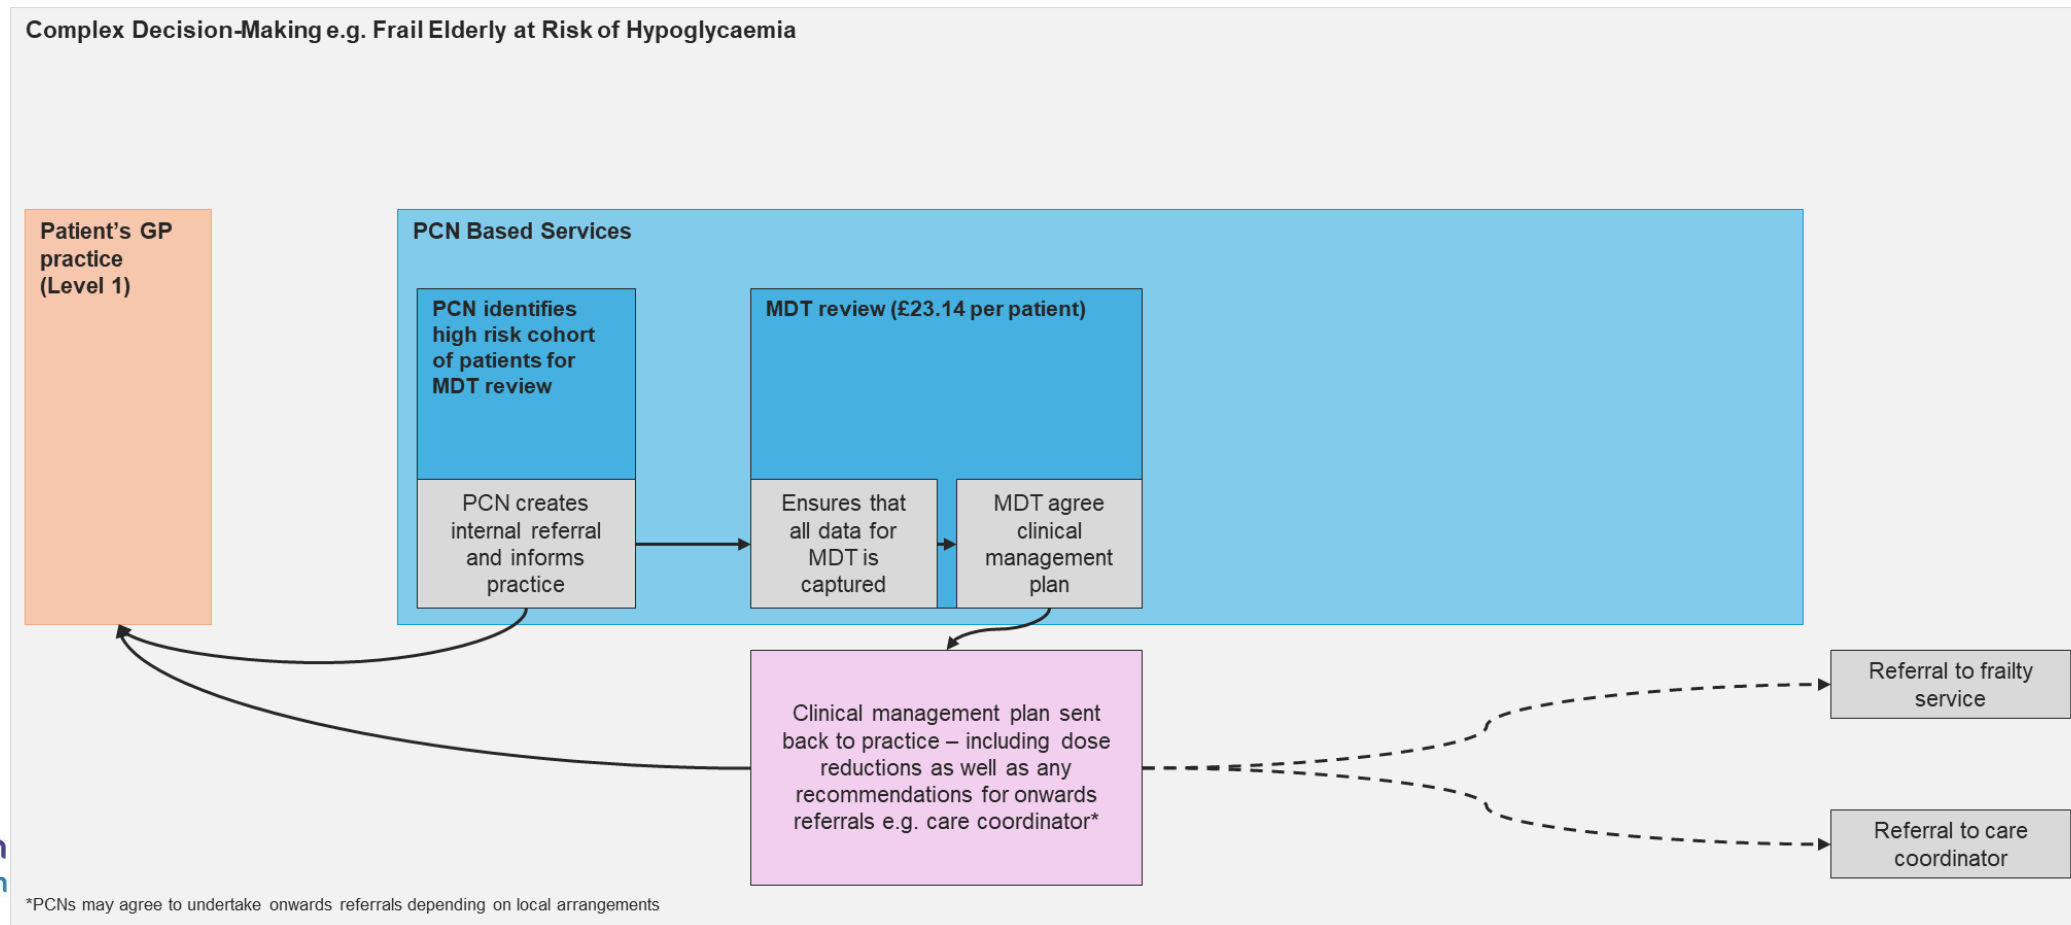 Complex Decision-Making e.g. Frail Elderly at Risk of Hypoglycaemia
Patient's GP
practice
(Level 1)
PCN Based Services
PCN identifies
high risk cohort
of patients for
MDT review
MDT review (£23.14 per patient)
PCN creates
internal referral
and informs
practice
Ensures that
all data for
MDT is
captured
MDT agree
clinical
management
plan
Clinical management plan sent
back to practice – including dose
reductions as well as any
recommendations for onwards
referrals e.g. care coordinator*
Referral to frailty
service
Referral to care
coordinator
*PCNs may agree to undertake onwards referrals depending on local arrangements